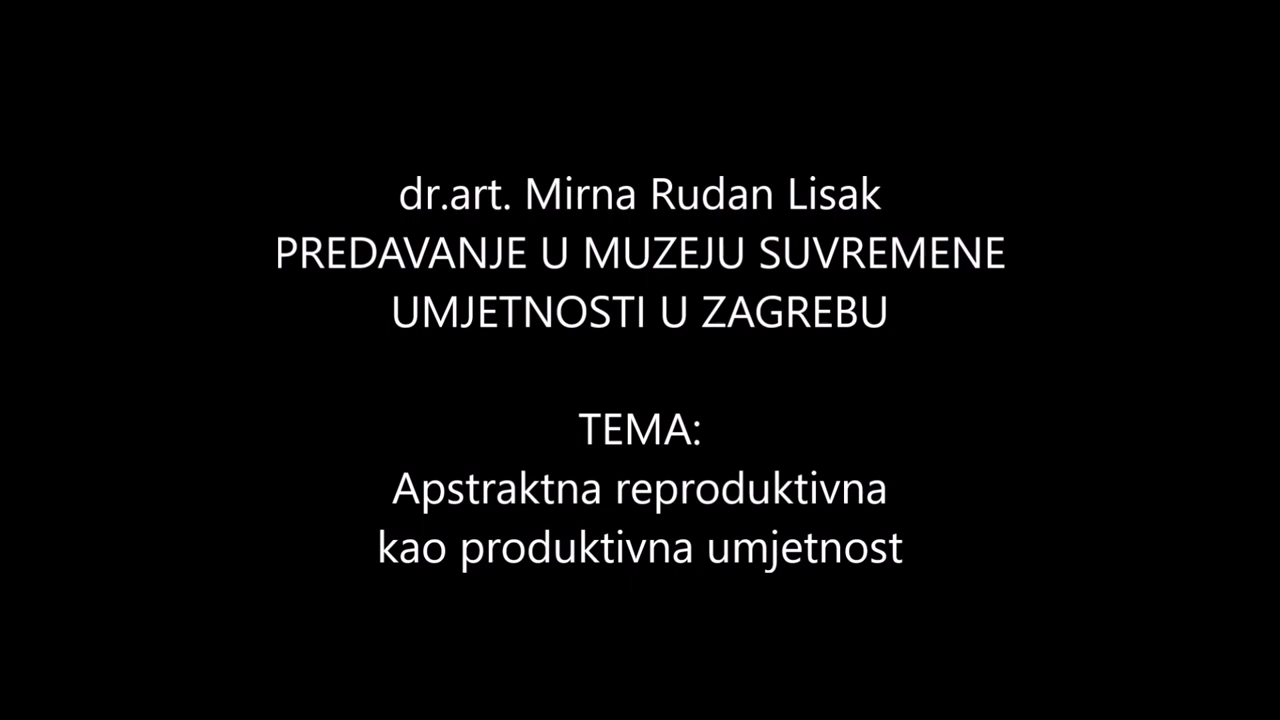 dr.art. Mirna Rudan Lisak
PREDAVANJE U MUZEJU SUVREMENE
UMJETNOSTI U ZAGREBU
TEMA:
Apstraktna reproduktivna
kao produktivna umjetnost